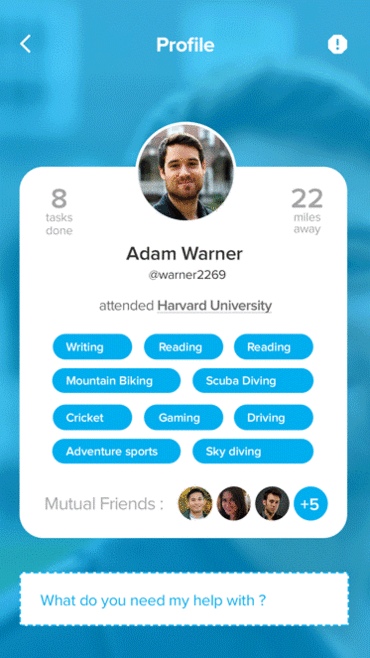 Profile
8
tasks
done
22
miles
away
Adam Warner
@warner2269
attended Harvard University
Writing Reading Reading
Mountain Biking Scuba Diving
Cricket Gaming Driving
Adventure sports Sky diving
Mutual Friends : +5
What do you need my help with ?